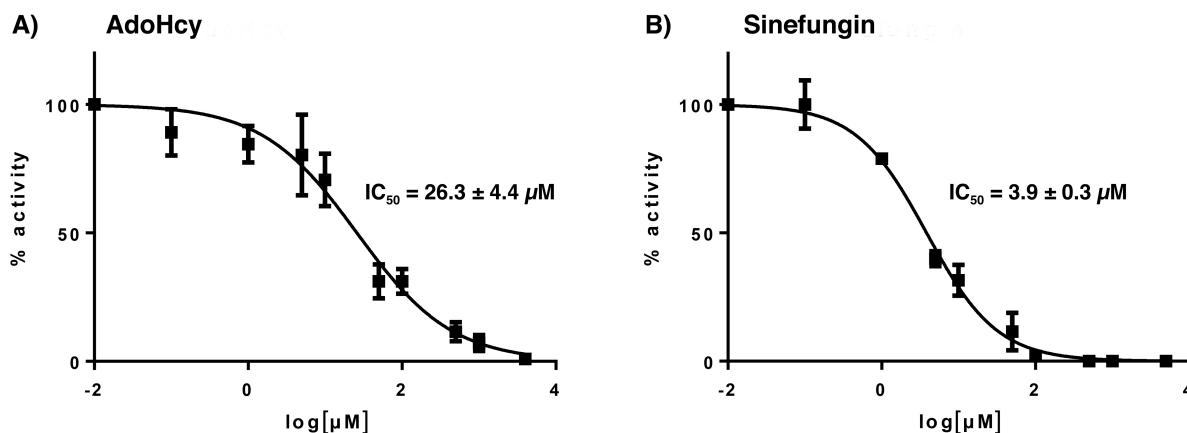 A) AdoHcy
100
50
0
% activity
IC50 = 26.3 ± 4.4 µM
-2 0 2 4
log[µM]
B) Sinefungin
100
50
0
% activity
IC50 = 3.9 ± 0.3 µM
-2 0 2 4
log[µM]